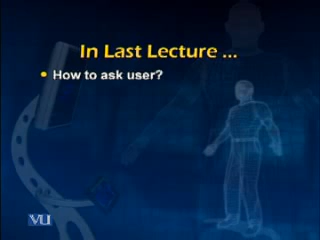 In Last Lecture ...
• How to ask user?
VU